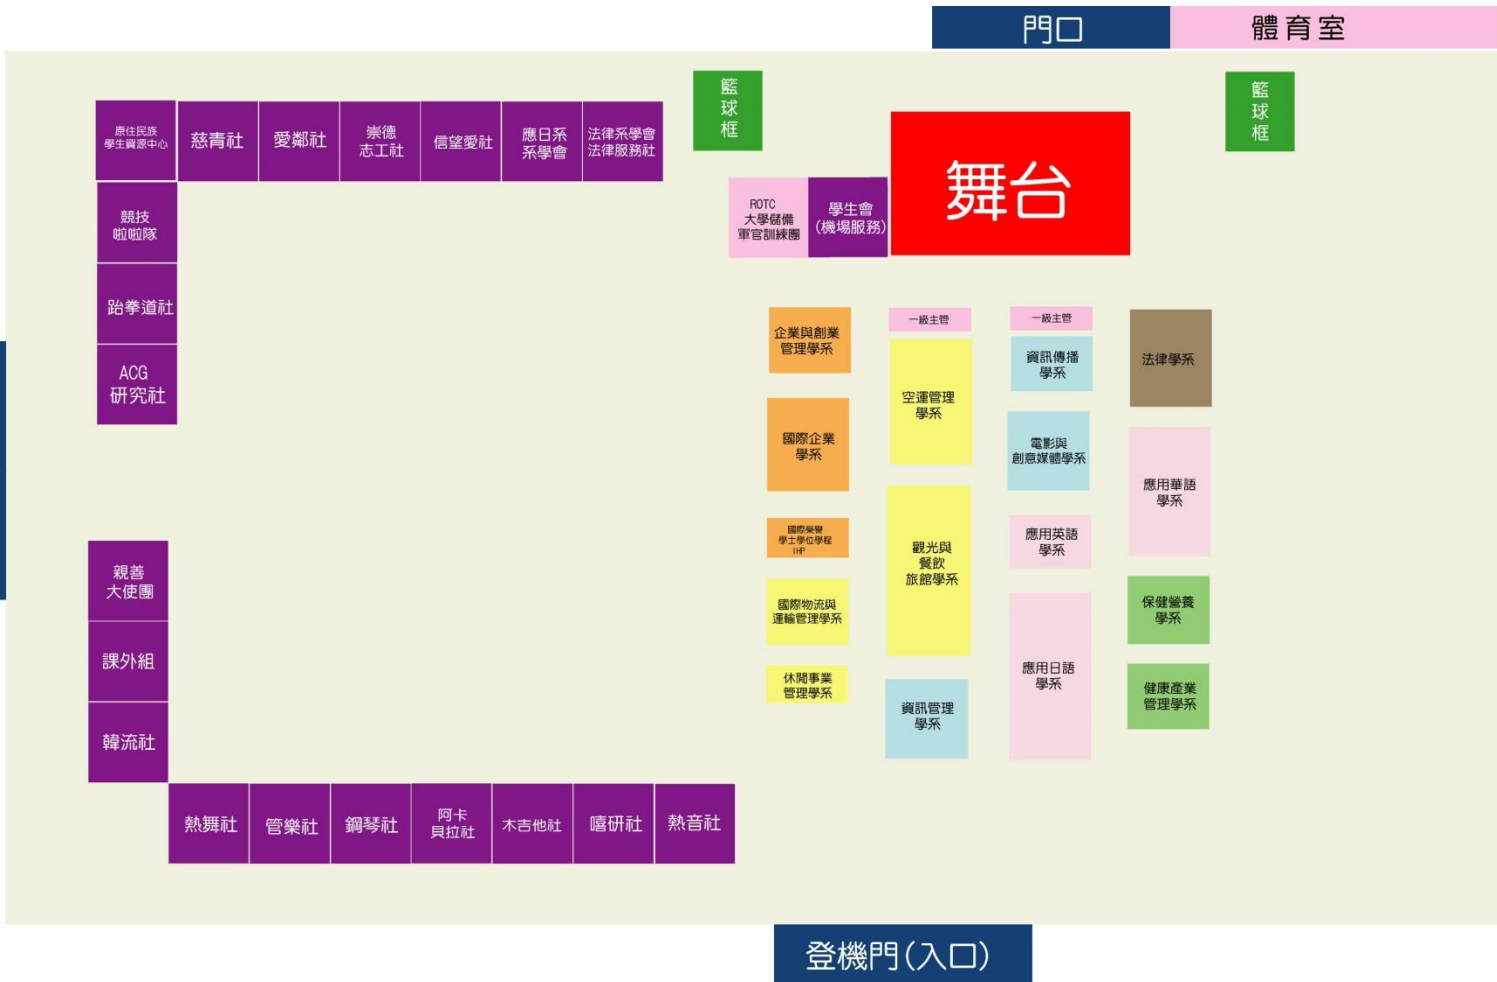 門口
體育室
籃
球
框
籃
球
框
舞台
原住民族
學生資源中心
慈青社
愛鄰社
崇德
志工社
信望愛社
應日系
系學會
法律系學會
法律服務社
競技
啦啦隊
跆拳道社
ACG
研究社
ROTC
大學儲備
軍官訓練團
學生會
(機場服務)
企業與創業
管理學系
國際企業
學系
國際榮譽
學士學位學程
IHP
國際物流與
運輸管理學系
休閒事業
管理學系
一級主管
空運管理
學系
觀光與
餐飲
旅館學系
資訊管理
學系
一級主管
資訊傳播
學系
電影與
創意媒體學系
應用英語
學系
應用日語
學系
法律學系
應用華語
學系
保健營養
學系
健康產業
管理學系
親善
大使團
課外組
韓流社
熱舞社
管樂社
鋼琴社
阿卡
貝拉社
木吉他社
嘻研社
熱音社
登機門(入口)